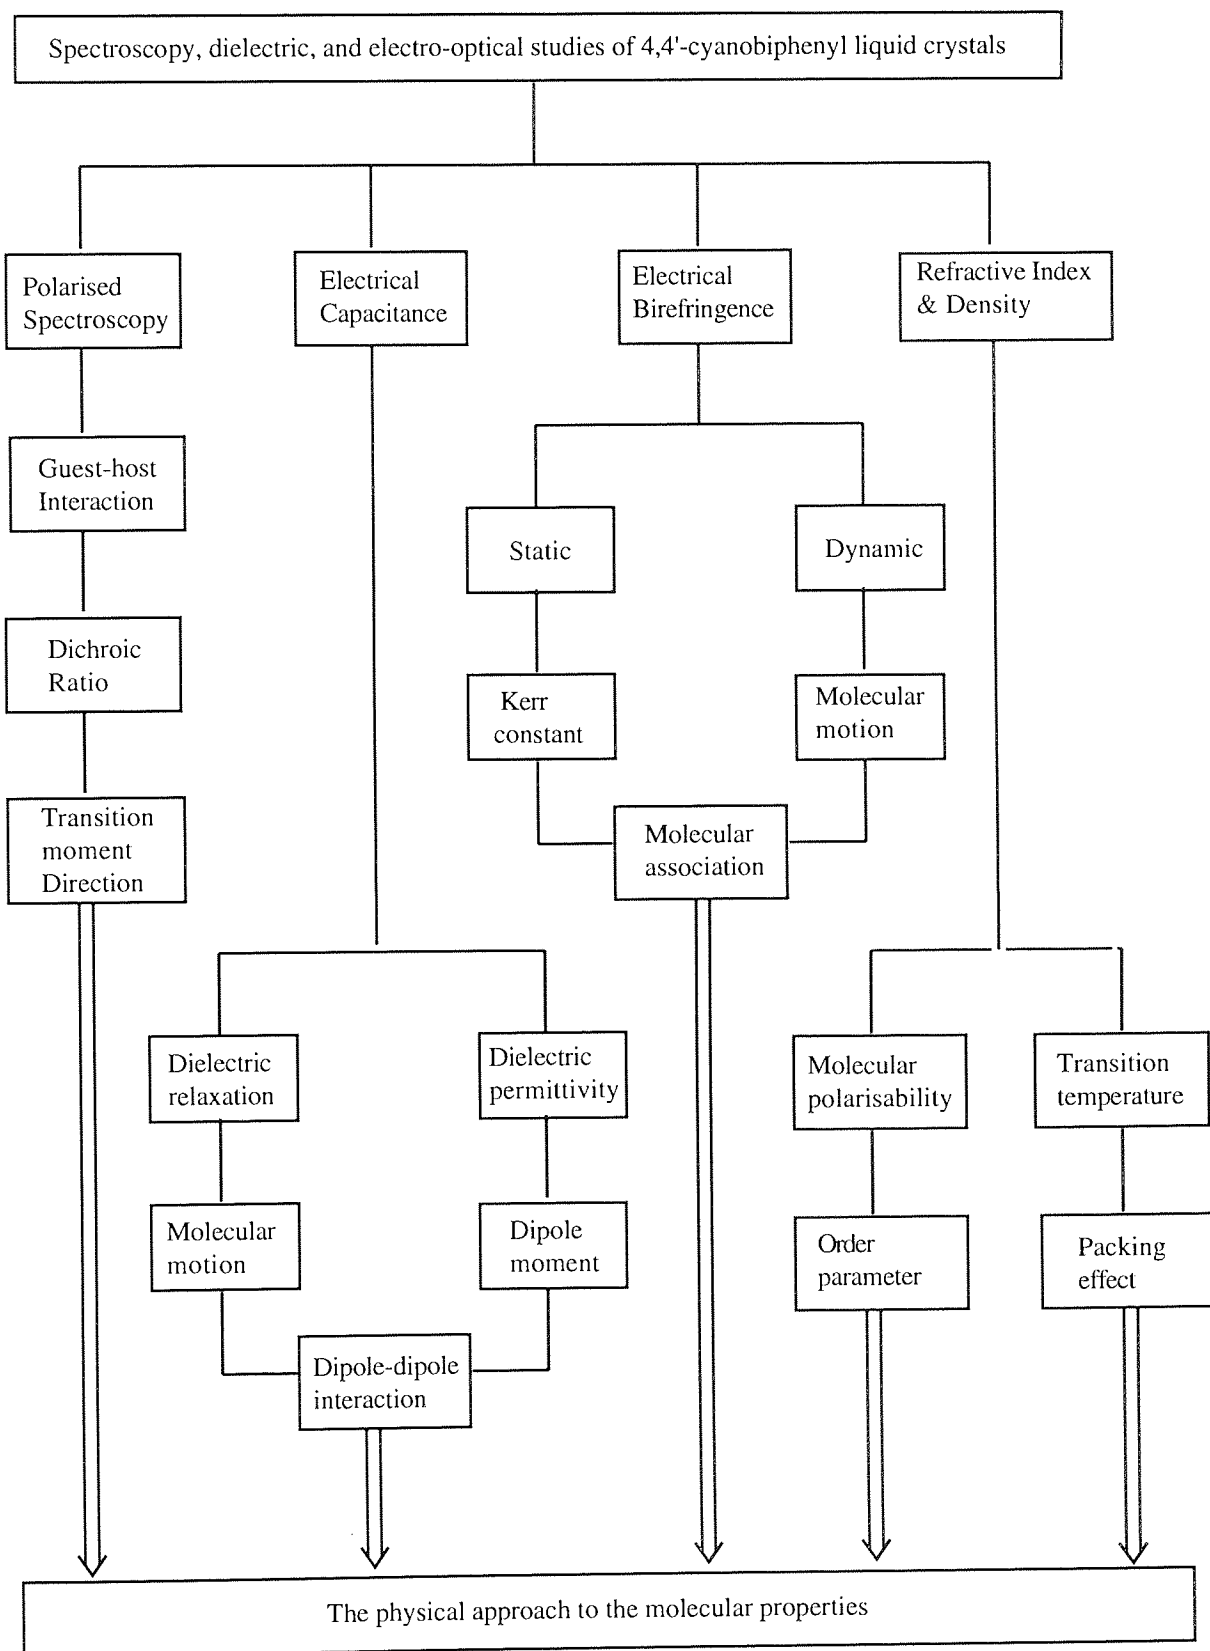 Spectroscopy, dielectric, and electro-optical studies of 4,4'-cyanobiphenyl liquid crystals
Polarised
Spectroscopy
Electrical
Capacitance
Electrical
Birefringence
Refractive Index
& Density
Guest-host
Interaction
Static
Dynamic
Dichroic
Ratio
Kerr
constant
Molecular
motion
Transition
moment
Direction
Molecular
association
Dielectric
relaxation
Dielectric
permittivity
Molecular
polarisability
Transition
temperature
Molecular
motion
Dipole
moment
Order
parameter
Packing
effect
Dipole-dipole
interaction
The physical approach to the molecular properties